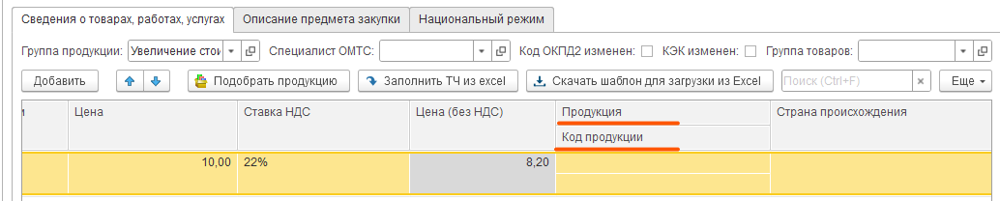 Сведения о товарах, работах, услугах Описание предмета закупки Национальный режим
Группа продукции: Увеличение стои Специалист ОМТС: Код ОКПД2 изменен: КЭК изменен: Группа товаров:
Добавить Подобрать продукцию Заполнить ТЧ из excel Скачать шаблон для загрузки из Excel Поиск (Ctrl+F) Еще
Цена Ставка НДС Цена (без НДС) Продукция Страна происхождения
Код продукции
10,00 22% 8,20